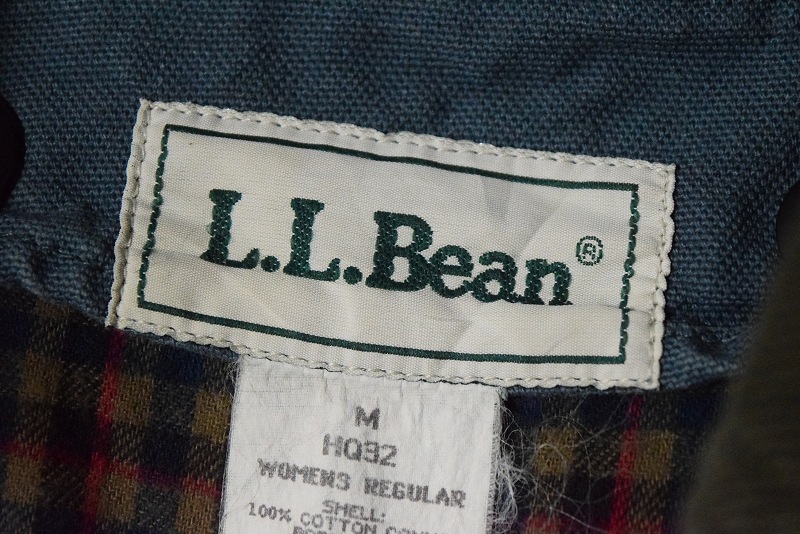 L.L.Bean®
M
HQ32
WOMENS REGULAR
SHELL:
100% COTTON